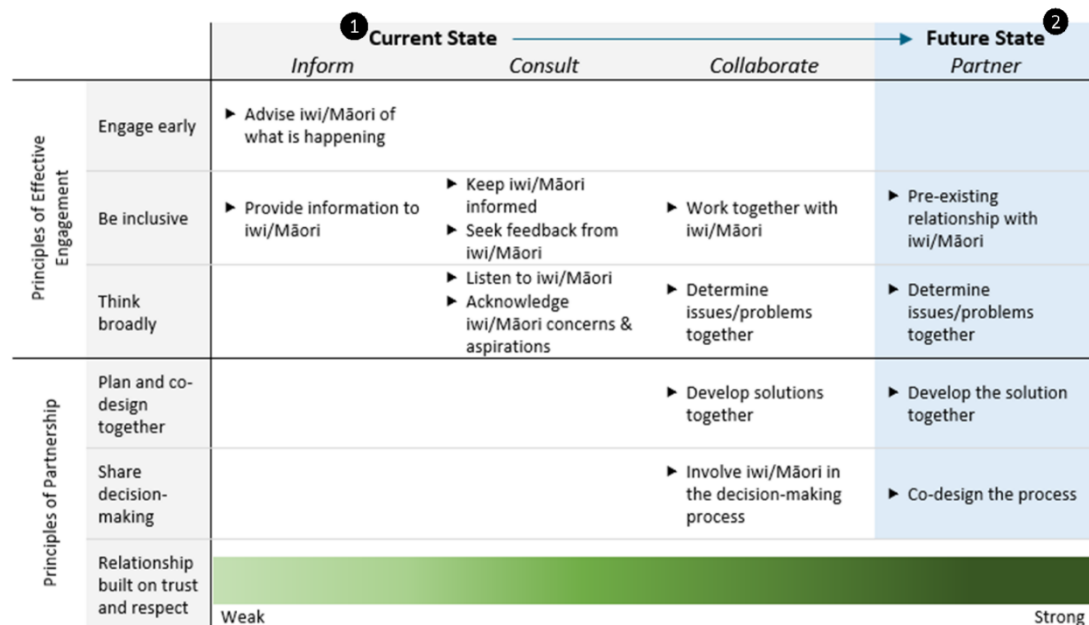 1 Current State
2
Future State
Inform
Consult
Collaborate
Partner
Principles of Effective
Engagement
Engage early
► Advise iwi/Māori of
what is happening
Be inclusive
► Provide information to
iwi/Māori
► Keep iwi/Māori
informed
► Seek feedback from
iwi/Māori
► Work together with
iwi/Māori
► Pre-existing
relationship with
iwi/Māori
Think
broadly
► Listen to iwi/Māori
► Acknowledge
iwi/Māori concerns &
aspirations
► Determine
issues/problems
together
► Determine
issues/problems
together
Principles of Partnership
Plan and co-
design
together
► Develop solutions
together
► Develop the solution
together
Share
decision-
making
► Involve iwi/Māori in
the decision-making
process
► Co-design the process
Relationship
built on trust
and respect
Weak
Strong